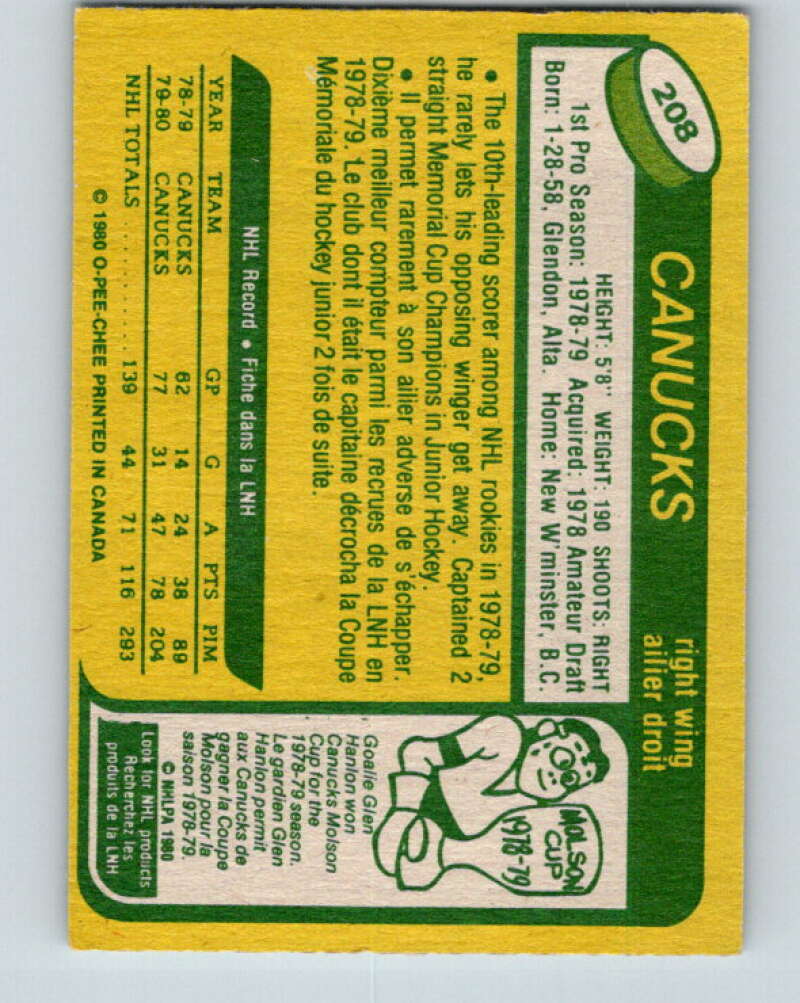 208
CANUCKS
right wing
ailier droit
HEIGHT: 5'8" WEIGHT: 190 SHOOTS: RIGHT
1st Pro Season: 1978-79 Acquired: 1978 Amateur Draft
Born: 1-28-58, Glendon, Alta. Home: New W'minster, B.C.
• The 10th-leading scorer among NHL rookies in 1978-79,
he rarely lets his opposing winger get away. Captained 2
straight Memorial Cup Champions in Junior Hockey.
• Il permet rarement à son ailier adverse de s'échapper.
Dixième meilleur compteur parmi les recrues de la LNH en
1978-79. Le club dont il était le capitaine décrocha la Coupe
Mémoriale du hockey junior 2 fois de suite.
NHL Record • Fiche dans la LNH
YEAR TEAM GP G A PTS PIM
78-79 CANUCKS 62 14 24 38 89
79-80 CANUCKS 77 31 47 78 204
NHL TOTALS .......... 139 44 71 116 293
© 1980 O-PEE-CHEE PRINTED IN CANADA
MOLSON
CUP
1978-79
Goalie Glen
Hanlon won
Canucks Molson
Cup for the
1978-79 season.
Le gardien Glen
Hanlon permit
aux Canucks de
gagner la Coupe
Molson pour la
saison 1978-79.
© NHLPA 1980
Look for NHL products
Recherchez les
produits de la LNH